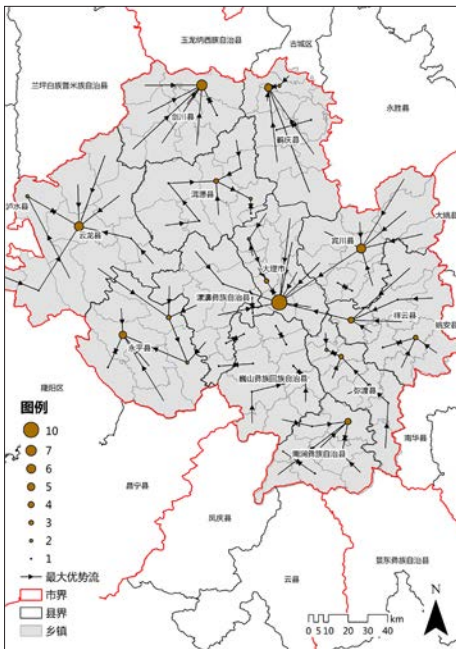 玉龙纳西族自治县
古城区
兰坪白族普米族自治县
永胜县
剑川县
鹤庆县
洱源县
泸水县
大姚县
云龙县
宾川县
大理市
漾濞彝族自治县
祥云县
姚安县
永平县
巍山彝族回族自治县
弥渡县
隆阳区
南华县
南涧彝族自治县
昌宁县
凤庆县
云县
景东彝族自治县
图例
10
7
6
5
4
3
2
1
最大优势流
市界
县界
乡镇
N
0 5 10 20 30 40
km